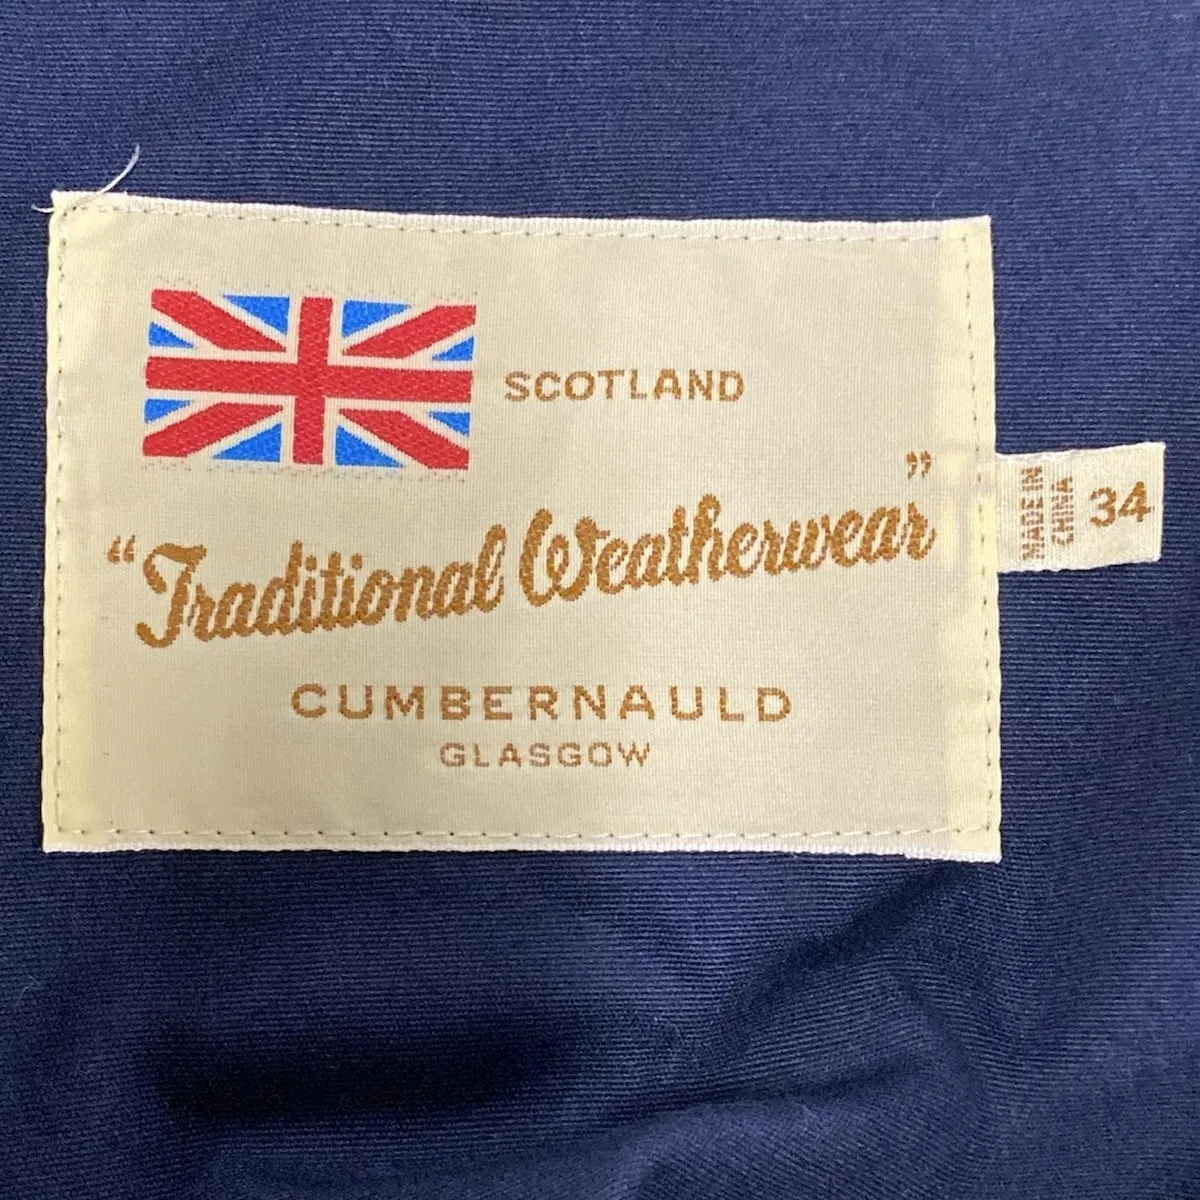 SCOTLAND
“Traditional Weatherwear”
CUMBERNAULD
GLASGOW
MADE IN
CHINA
34